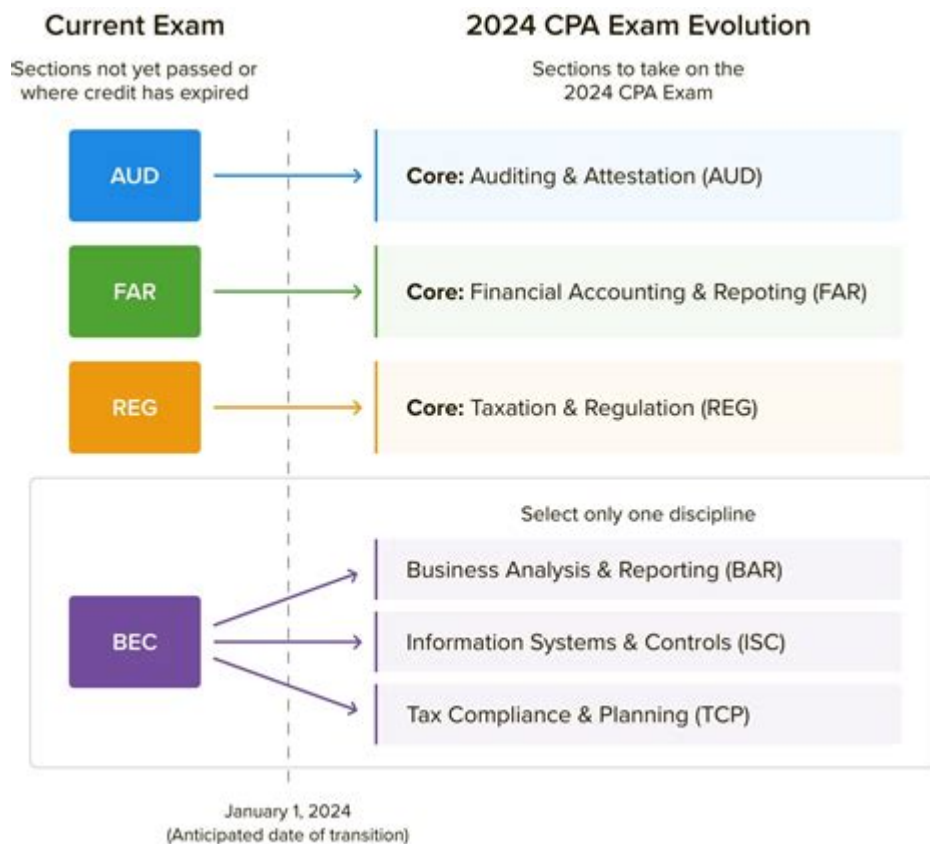 Current Exam
2024 CPA Exam Evolution
Sections not yet passed or
where credit has expired
Sections to take on the
2024 CPA Exam
AUD
Core: Auditing & Attestation (AUD)
FAR
Core: Financial Accounting & Repoting (FAR)
REG
Core: Taxation & Regulation (REG)
Select only one discipline
BEC
Business Analysis & Reporting (BAR)
Information Systems & Controls (ISC)
Tax Compliance & Planning (TCP)
January 1, 2024
(Anticipated date of transition)